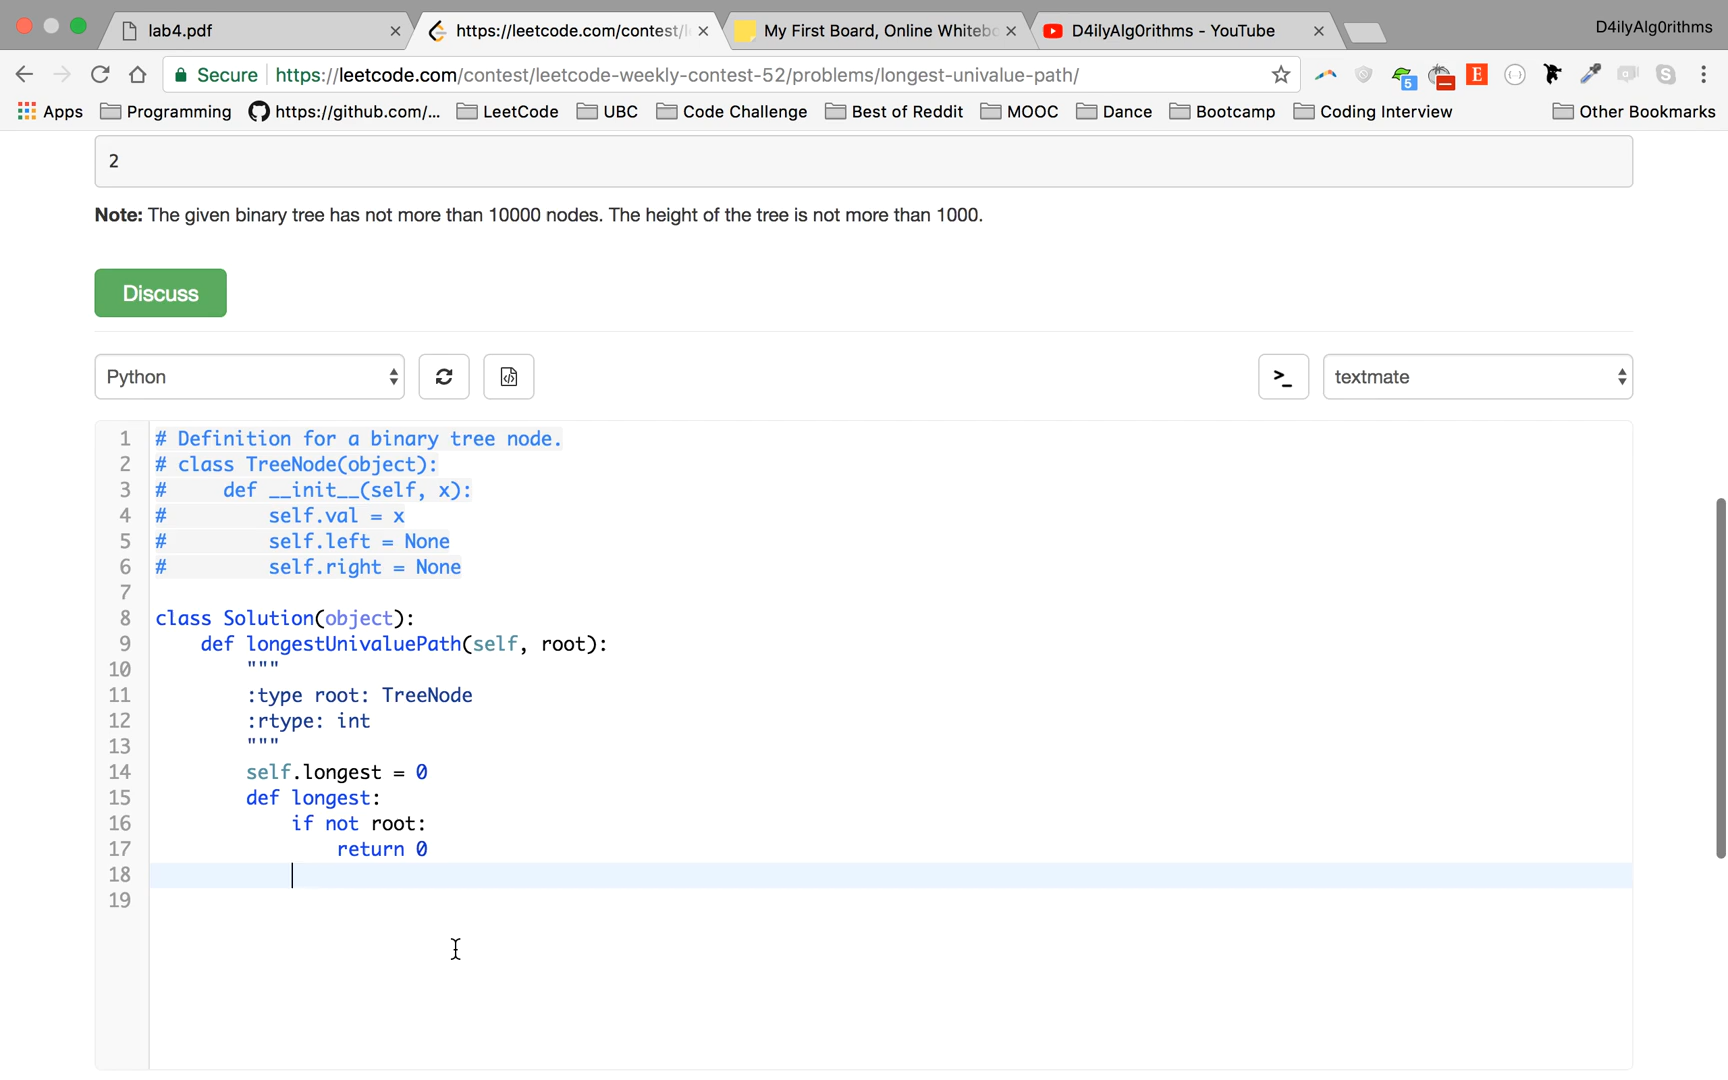 lab4.pdf
https://leetcode.com/contest/l
My First Board, Online Whitebo
D4ilyAlg0rithms - YouTube
D4ilyAlg0rithms
Secure
https://leetcode.com/contest/leetcode-weekly-contest-52/problems/longest-univalue-path/
5
E
Apps
Programming
https://github.com/...
LeetCode
UBC
Code Challenge
Best of Reddit
MOOC
Dance
Bootcamp
Coding Interview
Other Bookmarks
2
Note: The given binary tree has not more than 10000 nodes. The height of the tree is not more than 1000.
Discuss
Python
>_
textmate
1 # Definition for a binary tree node.
2 # class TreeNode(object):
3 #     def __init__(self, x):
4 #         self.val = x
5 #         self.left = None
6 #         self.right = None
7
8 class Solution(object):
9     def longestUnivaluePath(self, root):
10         """
11         :type root: TreeNode
12         :rtype: int
13         """
14         self.longest = 0
15         def longest:
16             if not root:
17                 return 0
18
19